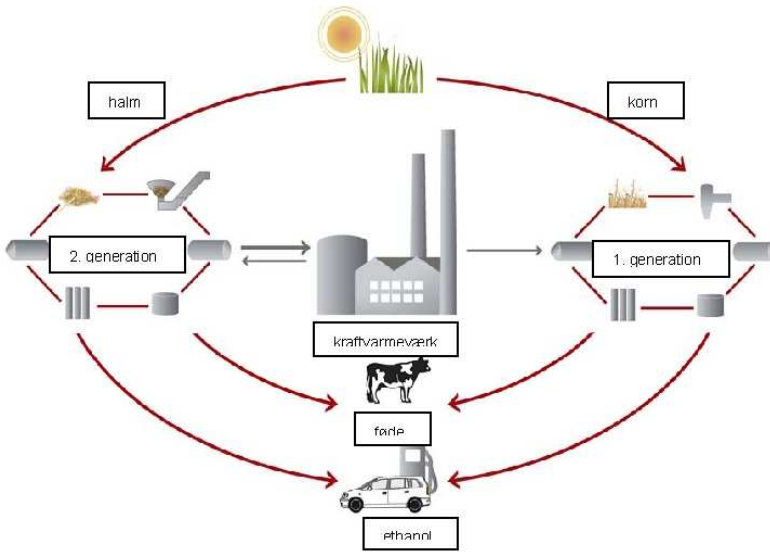 halm
korn
2. generation
1. generation
kraftvarmeværk
føde
ethanol